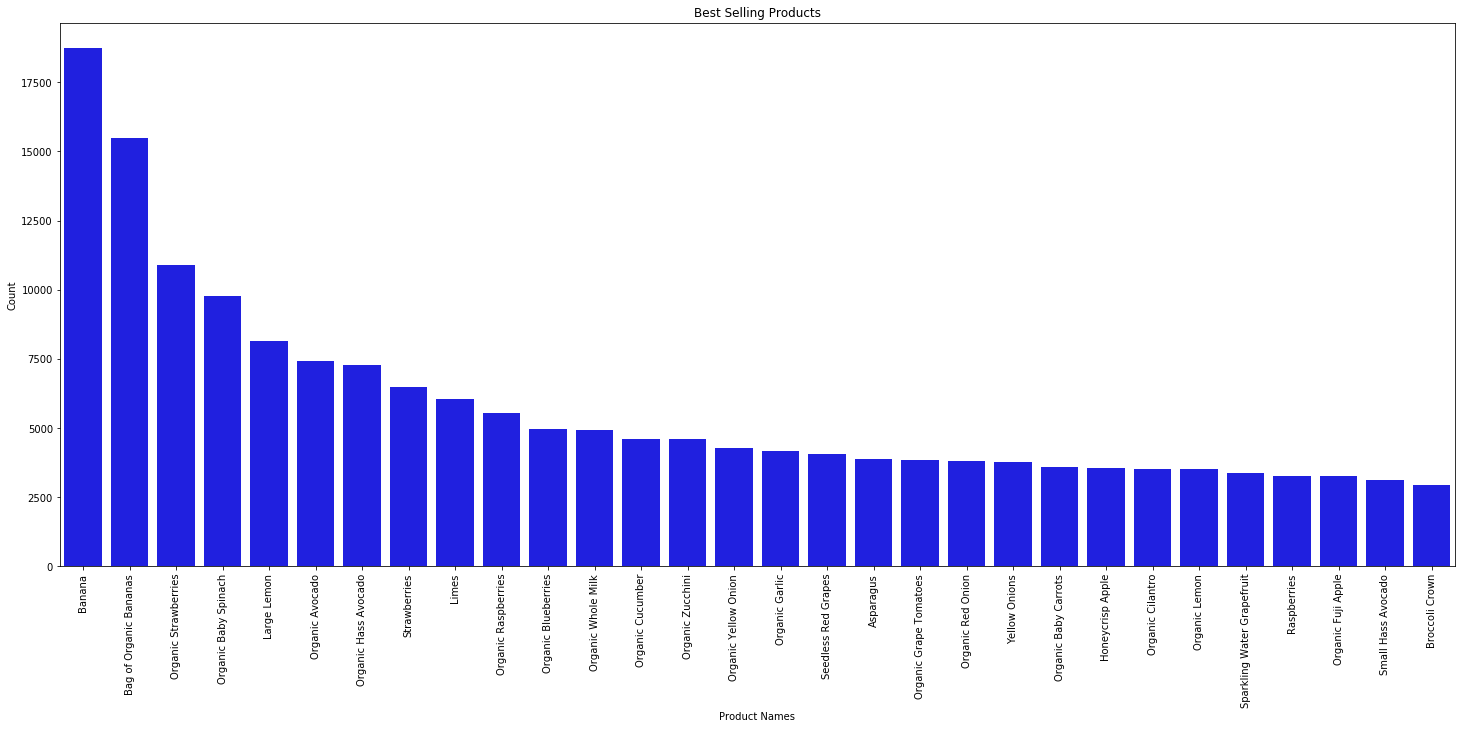 Best Selling Products
Count
17500
15000
12500
10000
7500
5000
2500
0
Banana
Bag of Organic Bananas
Organic Strawberries
Organic Baby Spinach
Large Lemon
Organic Avocado
Organic Hass Avocado
Strawberries
Limes
Organic Raspberries
Organic Blueberries
Organic Whole Milk
Organic Cucumber
Organic Zucchini
Organic Yellow Onion
Organic Garlic
Seedless Red Grapes
Asparagus
Organic Grape Tomatoes
Organic Red Onion
Yellow Onions
Organic Baby Carrots
Honeycrisp Apple
Organic Cilantro
Organic Lemon
Sparkling Water Grapefruit
Raspberries
Organic Fuji Apple
Small Hass Avocado
Broccoli Crown
Product Names